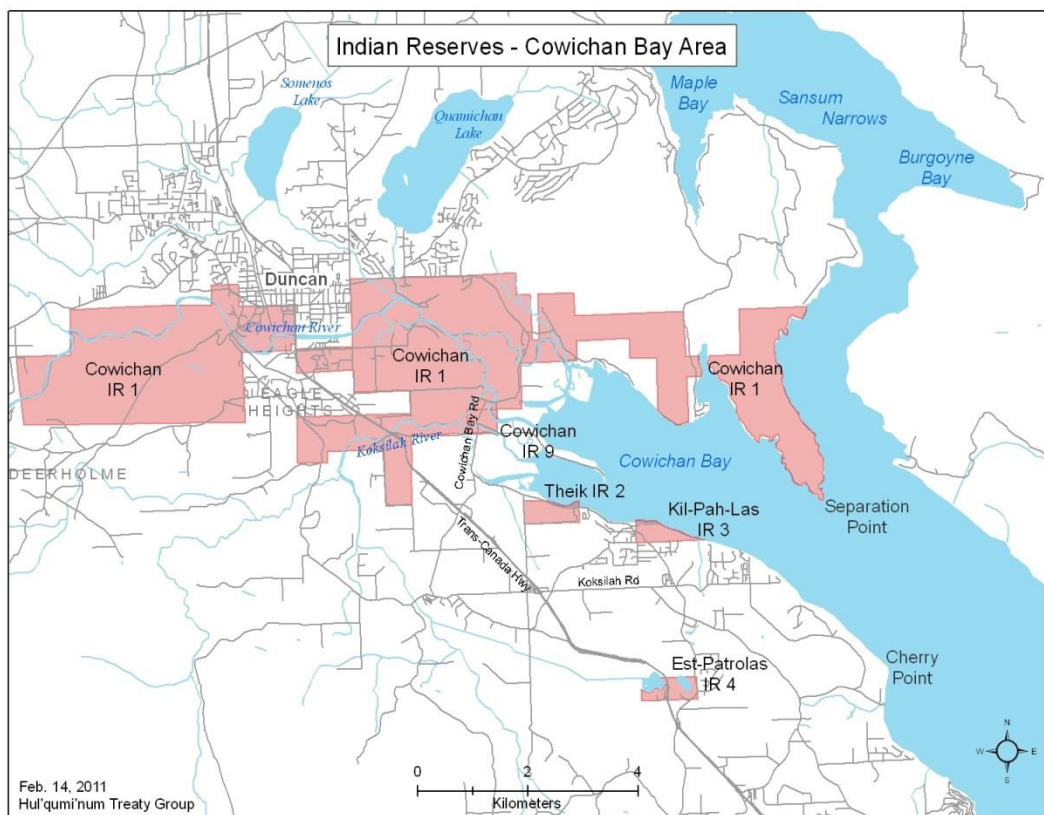 Indian Reserves - Cowichan Bay Area
Somenos
Lake
Quamichan
Lake
Maple
Bay
Sansum
Narrows
Burgoyne
Bay
Duncan
Cowichan River
Cowichan
IR 1
Cowichan
IR 1
Cowichan
IR 1
EAGLE
HEIGHTS
Koksilah River
Cowichan Bay Rd
Cowichan
IR 9
Cowichan Bay
DEERHOLME
Theik IR 2
Kil-Pah-Las
IR 3
Separation
Point
Trans-Canada Hwy
Koksilah Rd
Est-Patrolas
IR 4
Cherry
Point
N
W
E
S
Feb. 14, 2011
Hul'qumi'num Treaty Group
0 2 4
Kilometers